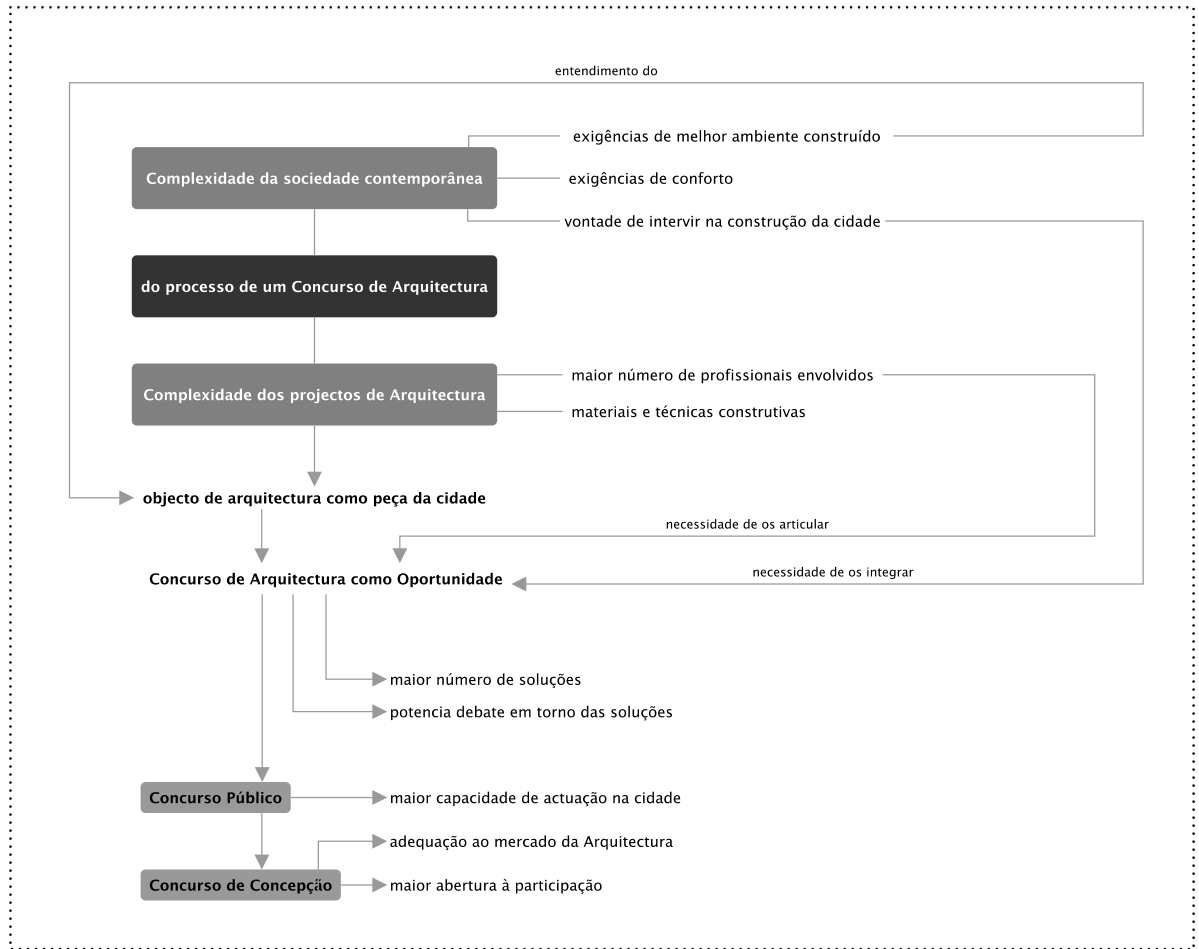 entendimento do
exigências de melhor ambiente construído
Complexidade da sociedade contemporânea
exigências de conforto
vontade de intervir na construção da cidade
do processo de um Concurso de Arquitectura
maior número de profissionais envolvidos
Complexidade dos projectos de Arquitectura
materiais e técnicas construtivas
objecto de arquitectura como peça da cidade
necessidade de os articular
necessidade de os integrar
Concurso de Arquitectura como Oportunidade
maior número de soluções
potencia debate em torno das soluções
Concurso Público
maior capacidade de actuação na cidade
adequação ao mercado da Arquitectura
Concurso de Concepção
maior abertura à participação